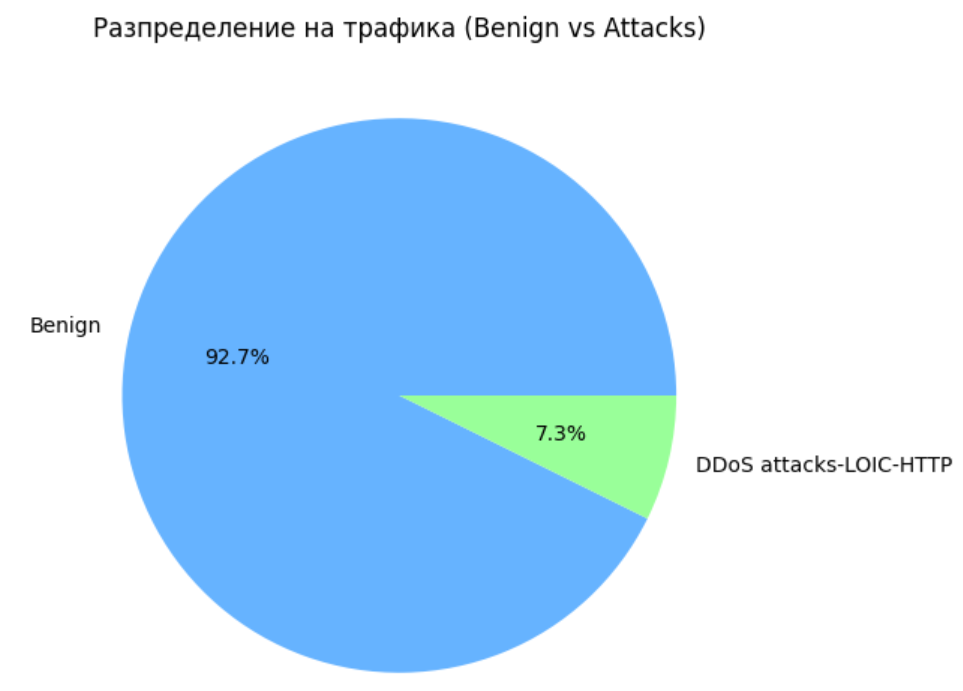 Разпределение на трафика (Benign vs Attacks)
Benign
92.7%
7.3%
DDoS attacks-LOIC-HTTP